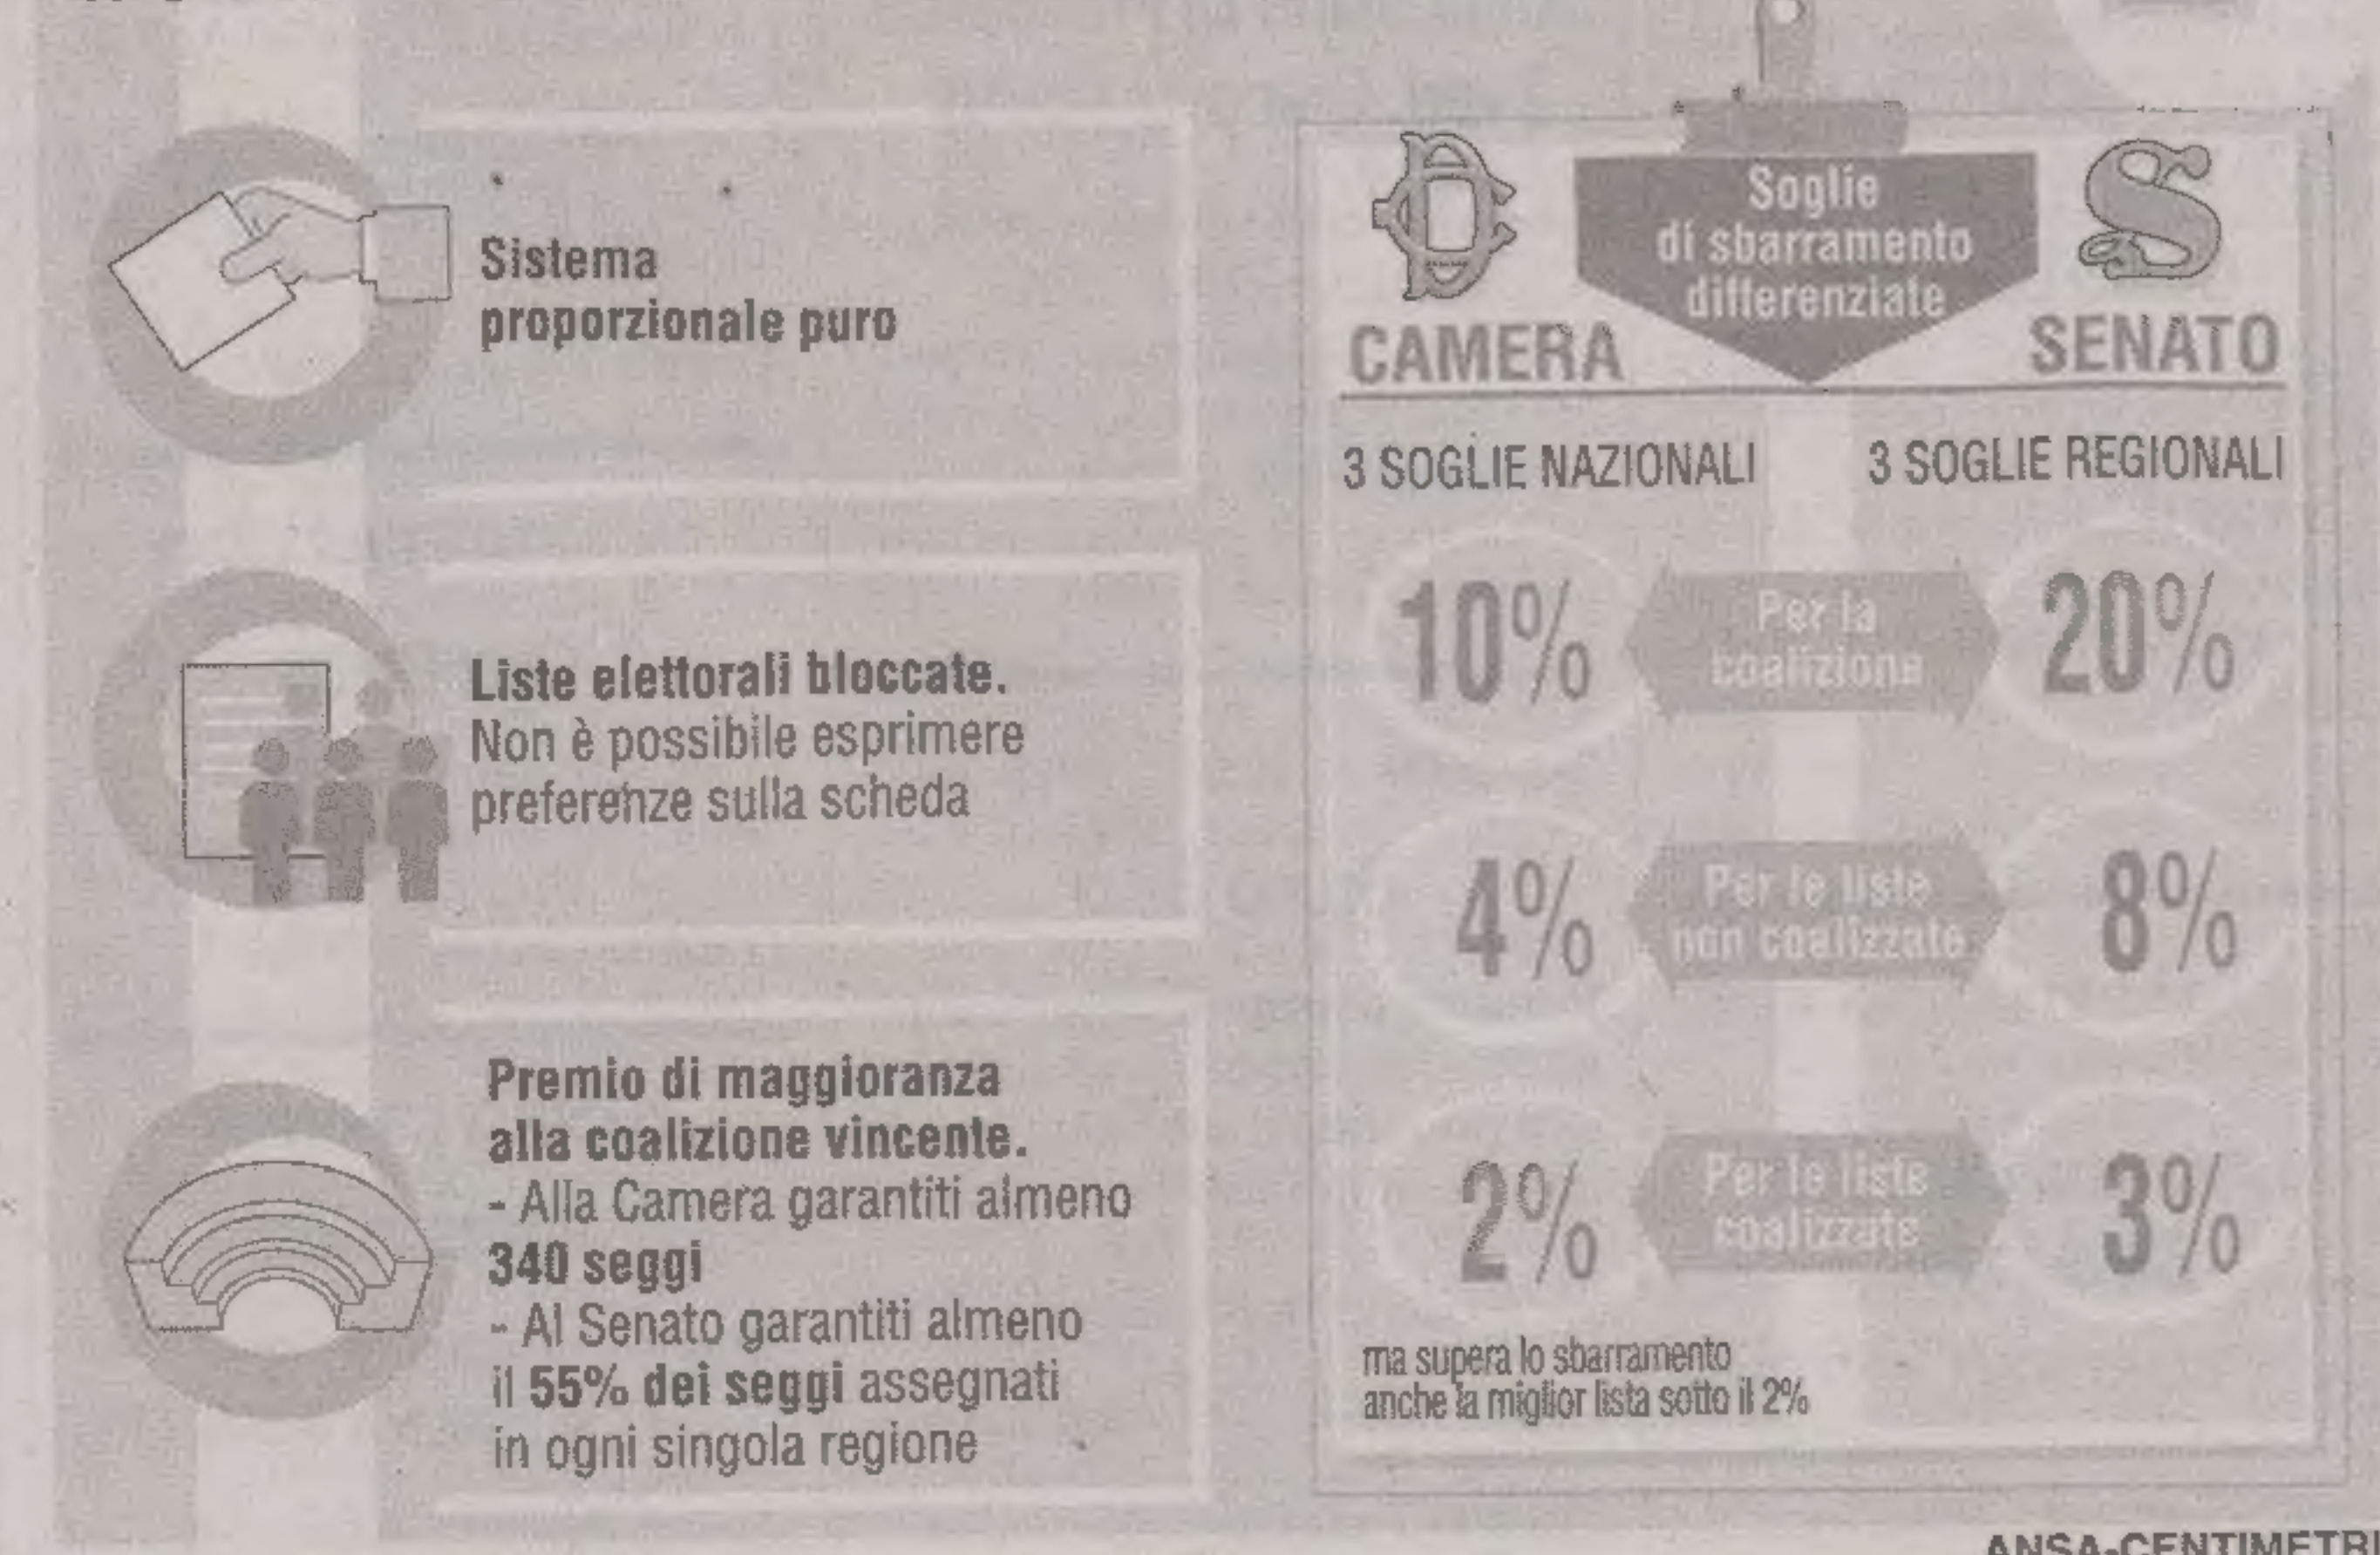 Sistema
proporzionale puro
Liste elettorali bloccate.
Non è possibile esprimere
preferenze sulla scheda
Premio di maggioranza
alla coalizione vincente.
- Alla Camera garantiti almeno
340 seggi
- Al Senato garantiti almeno
il 55% dei seggi assegnati
in ogni singola regione
Soglie
di sbarramento
differenziate
CAMERA
SENATO
3 SOGLIE NAZIONALI
3 SOGLIE REGIONALI
10%
Per la
coalizione
20%
4%
Per le liste
non coalizzate
8%
2%
Per le liste
coalizzate
3%
ma supera lo sbarramento
anche la miglior lista sotto il 2%
ANSA-CENTIMETRI